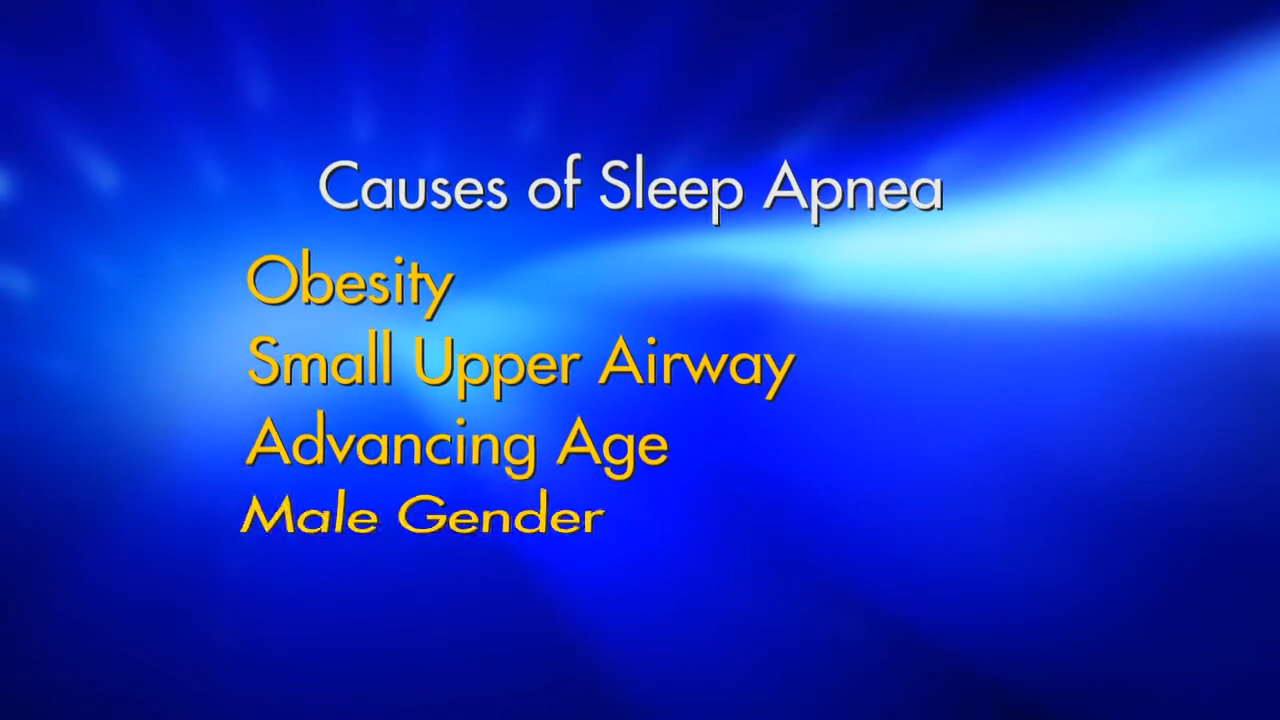 Causes of Sleep Apnea
Obesity
Small Upper Airway
Advancing Age
Male Gender